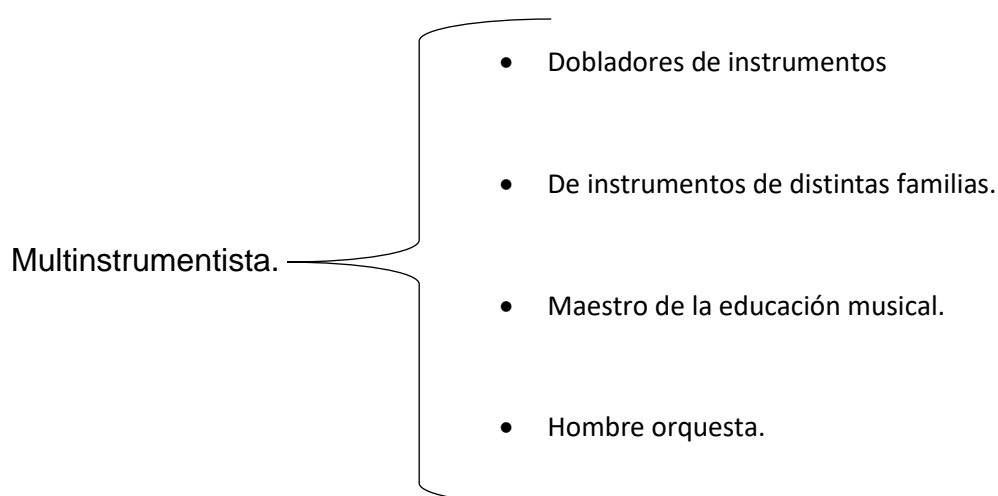 • Dobladores de instrumentos
• De instrumentos de distintas familias.
Multinstrumentista.
• Maestro de la educación musical.
• Hombre orquesta.